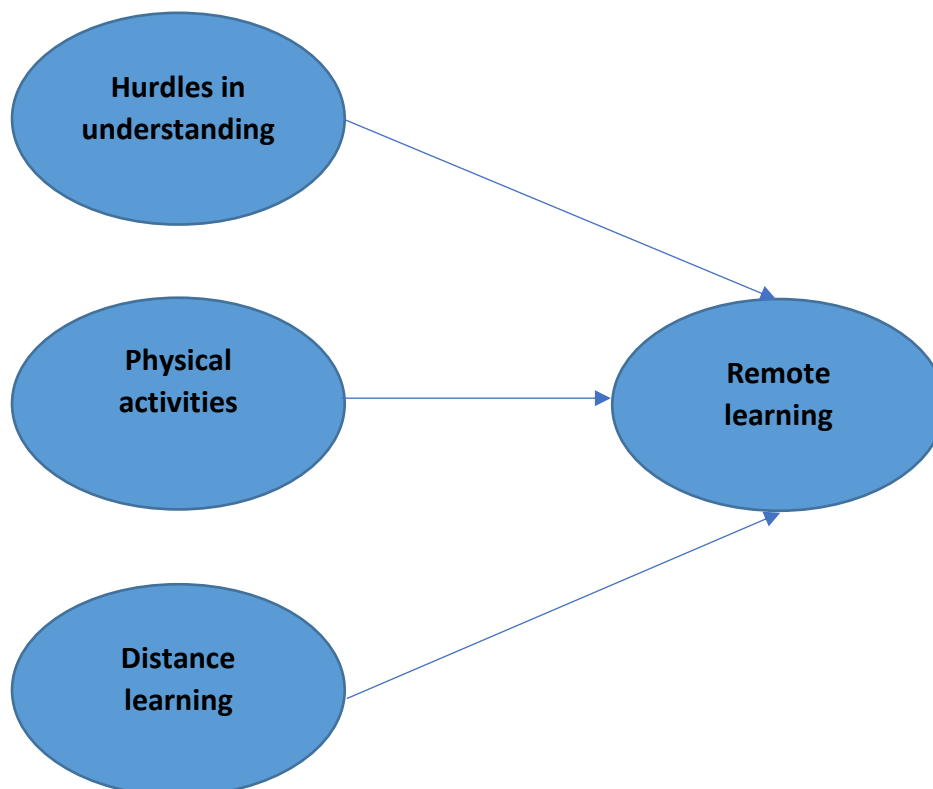 Hurdles in
understanding
Physical
activities
Remote
learning
Distance
learning